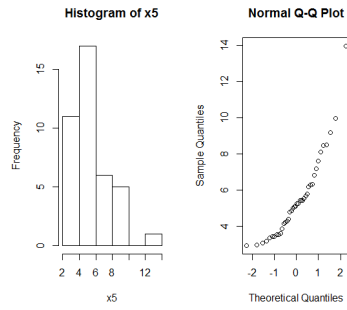 Histogram of x5
Frequency
15
10
5
0
2 4 6 8 12
x5
Normal Q-Q Plot
Sample Quantiles
14
12
10
8
6
4
-2 -1 0 1 2
Theoretical Quantiles